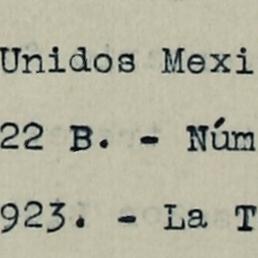 Unidos Mexi
22 B. - Núm
923. - La T